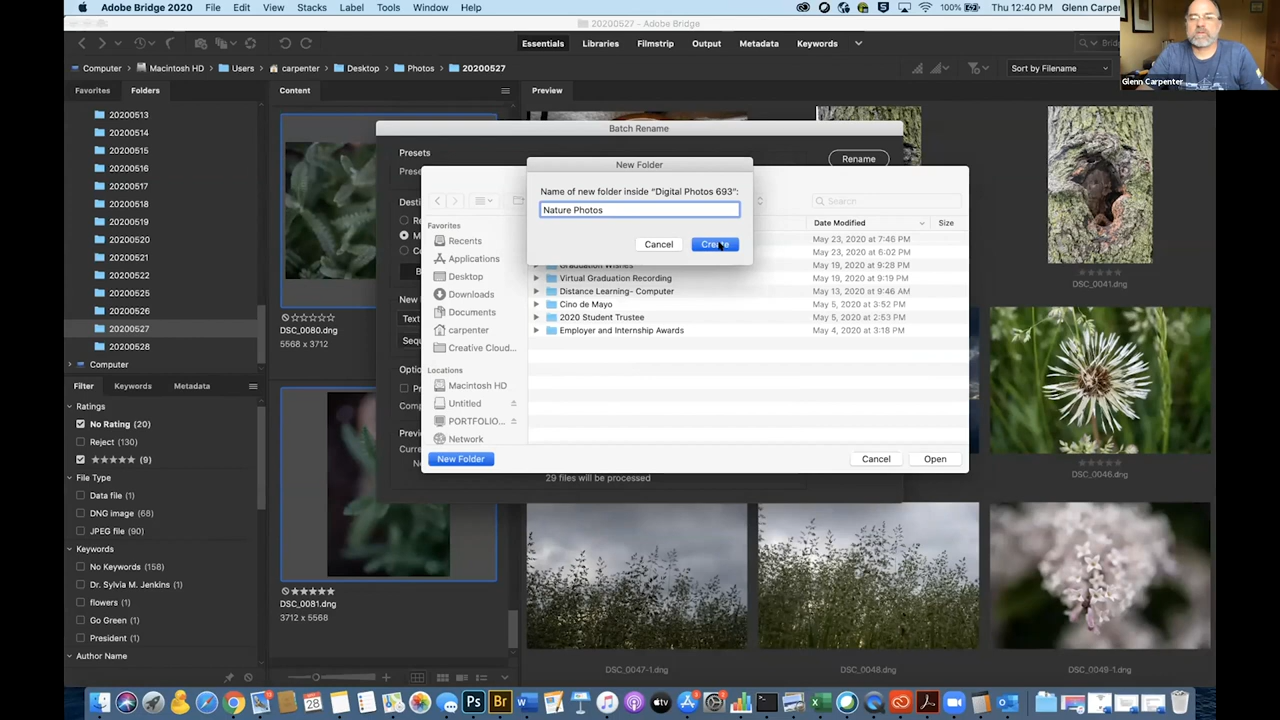 Adobe Bridge 2020 File Edit View Stacks Label Tools Window Help 100% Thu 12:40 PM Glenn Carpen
20200527 - Adobe Bridge
Essentials Libraries Filmstrip Output Metadata Keywords
Computer Macintosh HD Users carpenter Desktop Photos 20200527 Sort by Filename
Glenn Carpenter
Favorites Folders Content Preview
20200513
20200514
20200515
20200516
20200517
20200518
20200519
20200520
20200521
20200522
20200525
20200526
20200527
20200528
Computer
Filter Keywords Metadata
Ratings
No Rating (20)
Reject (130)
★★★★★ (9)
File Type
Data file (1)
DNG image (68)
JPEG file (90)
Keywords
No Keywords (158)
Dr. Sylvia M. Jenkins (1)
flowers (1)
Go Green (1)
President (1)
Author Name
DSC_0080.dng
5568 x 3712
DSC_0081.dng
3712 x 5568
Batch Rename
Presets
Rename
New Folder
Name of new folder inside “Digital Photos 693”:
Nature Photos
Cancel Create
Search
Favorites
Recents
Applications
Desktop
Downloads
Documents
carpenter
Creative Cloud...
Locations
Macintosh HD
Untitled
PORTFOLIO...
Network
Date Modified Size
May 23, 2020 at 7:46 PM
May 23, 2020 at 6:02 PM
Graduation Wishes May 19, 2020 at 9:28 PM
Virtual Graduation Recording May 19, 2020 at 9:19 PM
Distance Learning- Computer May 13, 2020 at 9:46 AM
Cino de Mayo May 5, 2020 at 3:52 PM
2020 Student Trustee May 5, 2020 at 2:53 PM
Employer and Internship Awards May 4, 2020 at 3:18 PM
New Folder Cancel Open
29 files will be processed
DSC_0041.dng
DSC_0046.dng
DSC_0047-1.dng
DSC_0048.dng
DSC_0049-1.dng